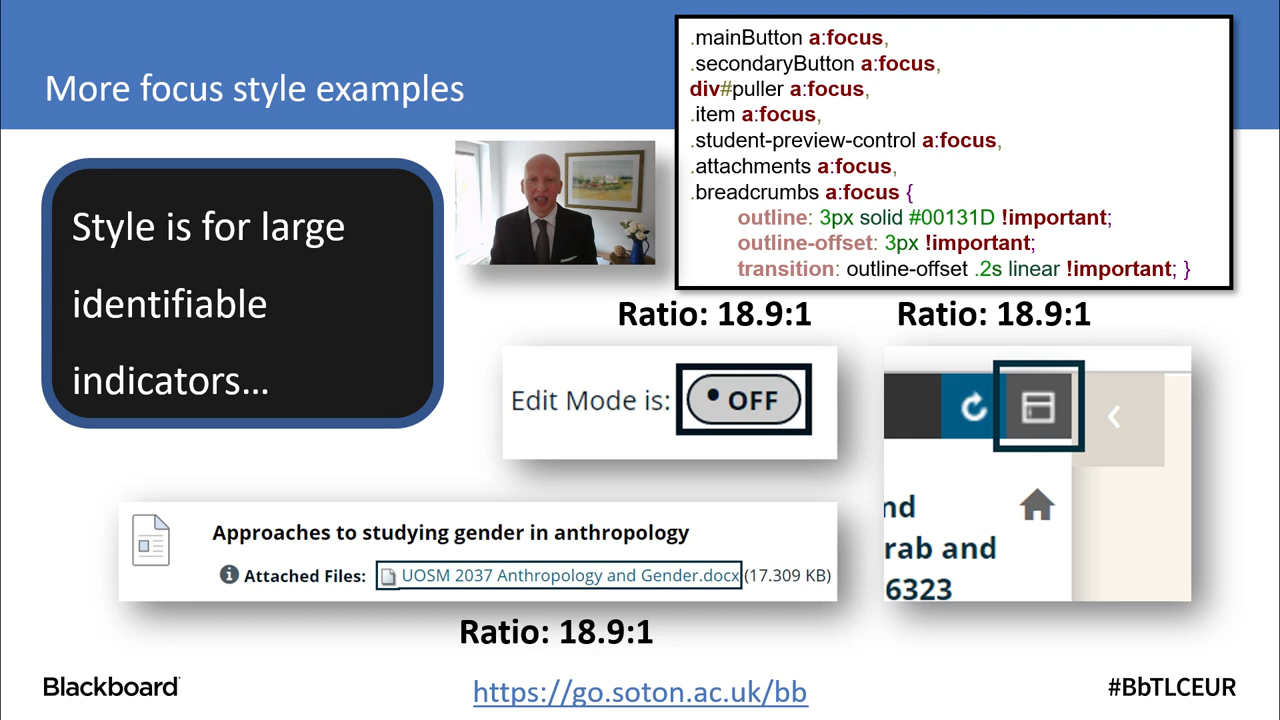 More focus style examples
.mainButton a:focus,
.secondaryButton a:focus,
div#puller a:focus,
.item a:focus,
.student-preview-control a:focus,
.attachments a:focus,
.breadcrumbs a:focus {
outline: 3px solid #00131D !important;
outline-offset: 3px !important;
transition: outline-offset .2s linear !important; }
Style is for large
identifiable
indicators...
Ratio: 18.9:1
Ratio: 18.9:1
Edit Mode is: OFF
nd
rab and
6323
Approaches to studying gender in anthropology
Attached Files: UOSM 2037 Anthropology and Gender.docx (17.309 KB)
Ratio: 18.9:1
Blackboard
https://go.soton.ac.uk/bb
#BbTLCEUR